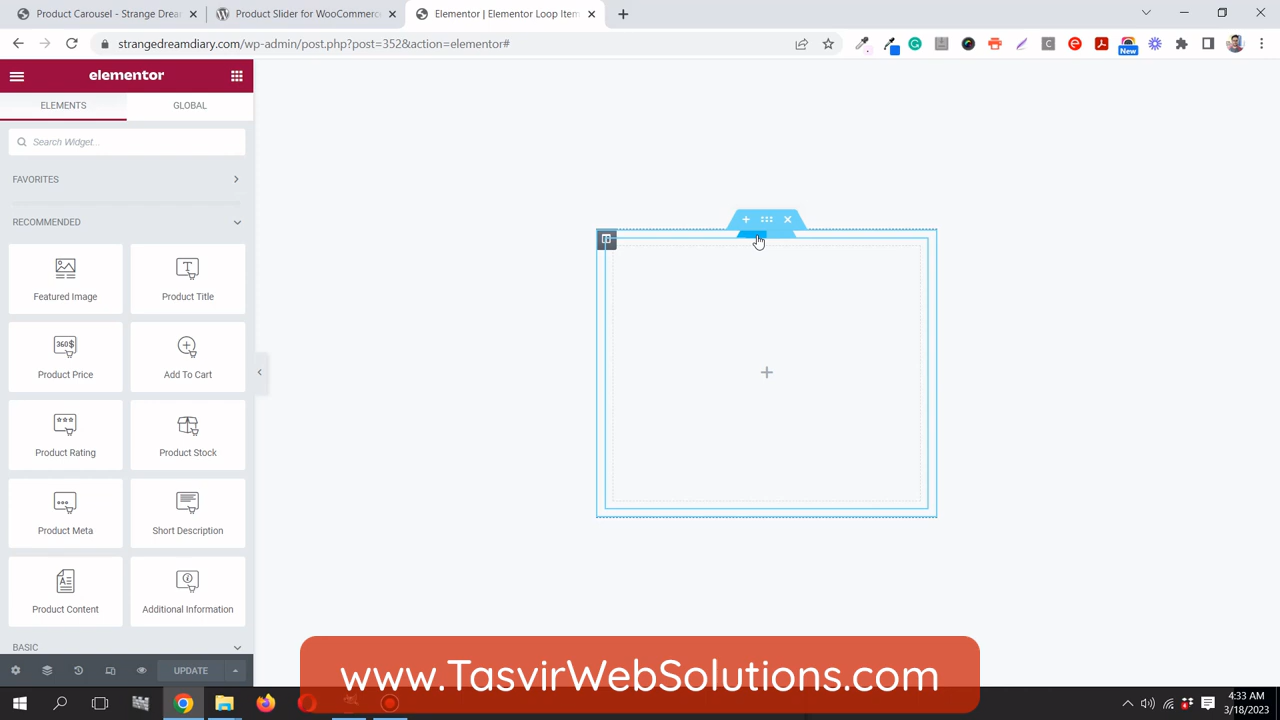 Product Carousel - Strange Drean
Product Slider for WooCommerc
Elementor | Elementor Loop Item
strangedreamdiary.com/wp-admin/post.php?post=352&action=elementor#
New
elementor
ELEMENTS
GLOBAL
Search Widget...
FAVORITES
RECOMMENDED
Featured Image
Product Title
360$
Product Price
Add To Cart
Product Rating
Product Stock
Product Meta
Short Description
Product Content
Additional Information
BASIC
UPDATE
www.TasvirWebSolutions.com
4:33 AM
3/18/2023